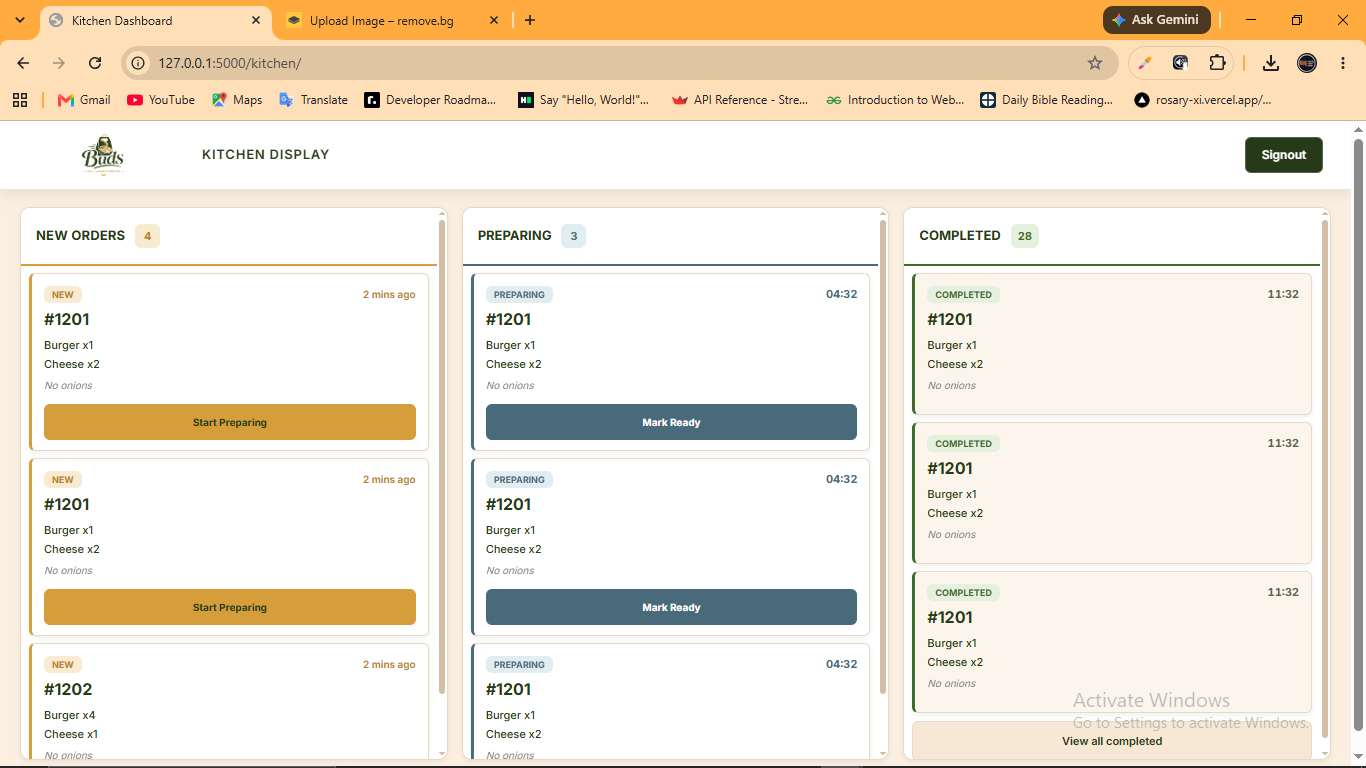 Kitchen Dashboard
Upload Image – remove.bg
Ask Gemini
127.0.0.1:5000/kitchen/
Gmail
YouTube
Maps
Translate
Developer Roadma...
Say "Hello, World!"...
API Reference - Stre...
Introduction to Web...
Daily Bible Reading...
rosary-xi.vercel.app/...
Buds
KITCHEN DISPLAY
Signout
NEW ORDERS 4
NEW 2 mins ago
#1201
Burger x1
Cheese x2
No onions
Start Preparing
NEW 2 mins ago
#1201
Burger x1
Cheese x2
No onions
Start Preparing
NEW 2 mins ago
#1202
Burger x4
Cheese x1
No onions
PREPARING 3
PREPARING 04:32
#1201
Burger x1
Cheese x2
No onions
Mark Ready
PREPARING 04:32
#1201
Burger x1
Cheese x2
No onions
Mark Ready
PREPARING 04:32
#1201
Burger x1
Cheese x2
No onions
COMPLETED 28
COMPLETED 11:32
#1201
Burger x1
Cheese x2
No onions
COMPLETED 11:32
#1201
Burger x1
Cheese x2
No onions
COMPLETED 11:32
#1201
Burger x1
Cheese x2
No onions
View all completed
Activate Windows
Go to Settings to activate Windows.